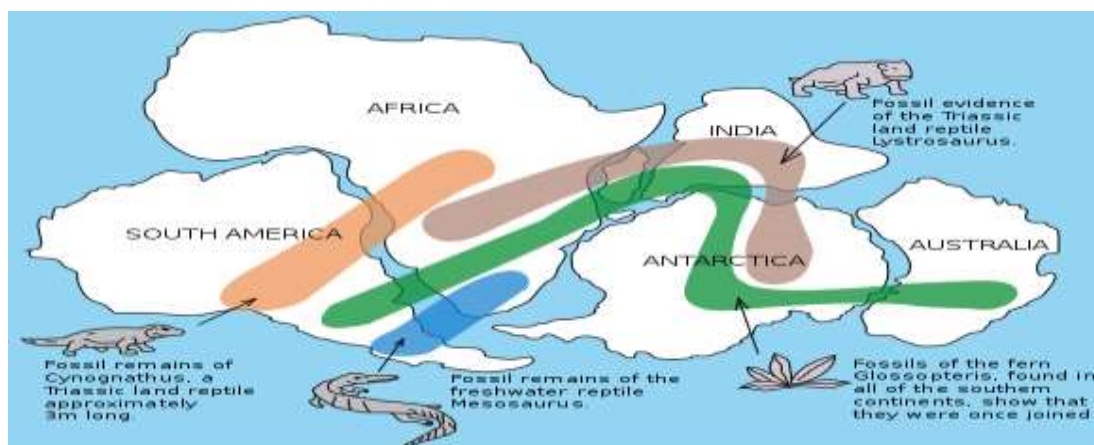 AFRICA
INDIA
SOUTH AMERICA
ANTARCTICA
AUSTRALIA
Fossil evidence
of the Triassic
land reptile
Lystrosaurus.
Fossil remains of
Cynognathus, a
Triassic land reptile
approximately
3m long.
Fossil remains of the
freshwater reptile
Mesosaurus.
Fossils of the fern
Glossopteris, found in
all of the southern
continents, show that
they were once joined